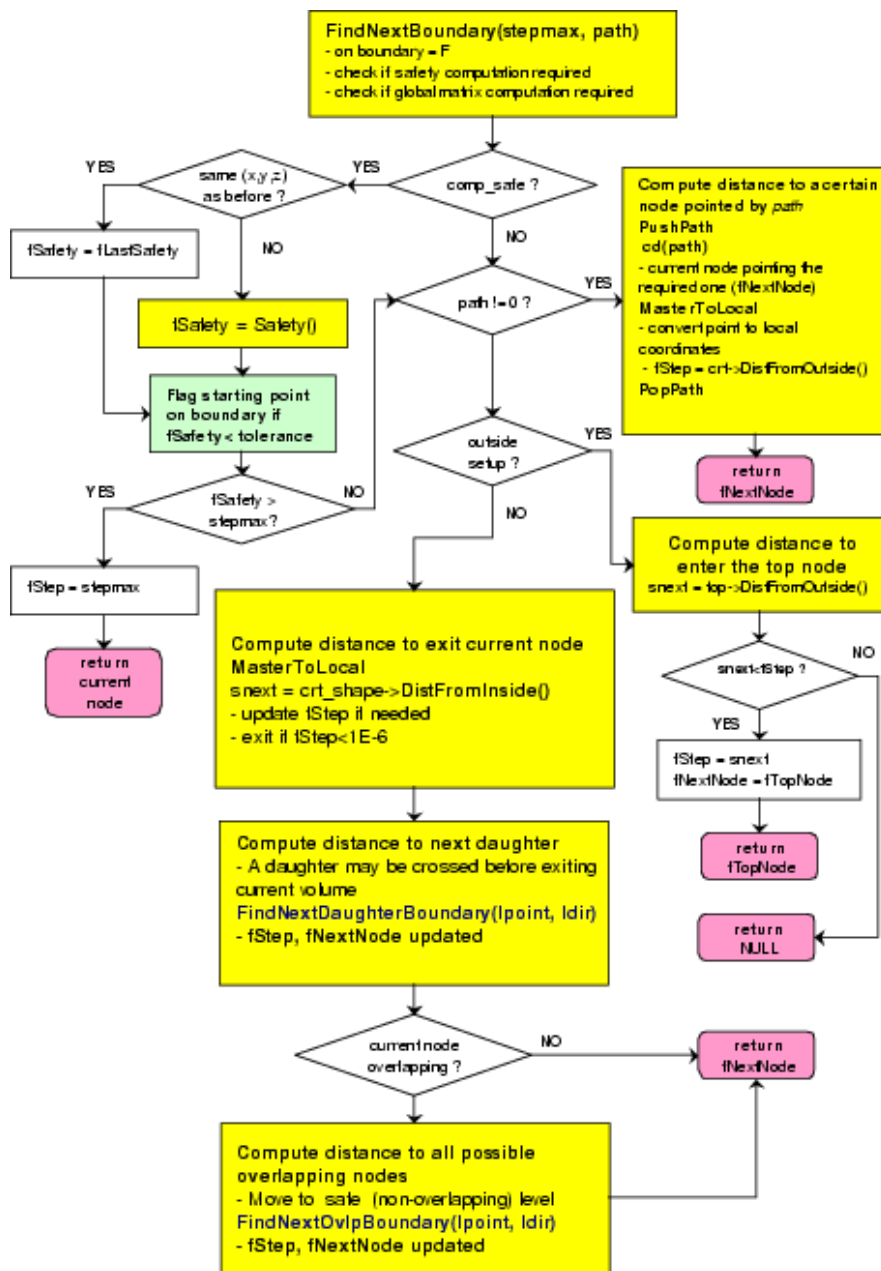 FindNextBoundary(stepmax, path)
- on boundary = F
- check if safety computation required
- check if global matrix computation required
YES
same (x,y,z)
as before ?
YES
comp_safe ?
Compute distance to a certain
node pointed by path
PushPath
cd(path)
- current node pointing the
required one (fNextNode)
MasterToLocal
- convert point to local
coordinates
- fStep = crt->DistFromOutside()
PopPath
fSafety = fLastSafety
NO
NO
YES
path != 0 ?
fSafety = Safety()
Flag starting point
on boundary if
fSafety < tolerance
outside
setup ?
YES
return
fNextNode
YES
fSafety >
stepmax?
NO
NO
Compute distance to
enter the top node
snext = top->DistFromOutside()
fStep = stepmax
return
current
node
Compute distance to exit current node
MasterToLocal
snext = crt_shape->DistFromInside()
- update fStep if needed
- exit if fStep<1E-6
snext<fStep ?
NO
YES
fStep = snext
fNextNode = fTopNode
Compute distance to next daughter
- A daughter may be crossed before exiting
current volume
FindNextDaughterBoundary(lpoint, ldir)
- fStep, fNextNode updated
return
fTopNode
return
NULL
current node
overlapping ?
NO
return
fNextNode
Compute distance to all possible
overlapping nodes
- Move to safe (non-overlapping) level
FindNextOvlpBoundary(lpoint, ldir)
- fStep, fNextNode updated